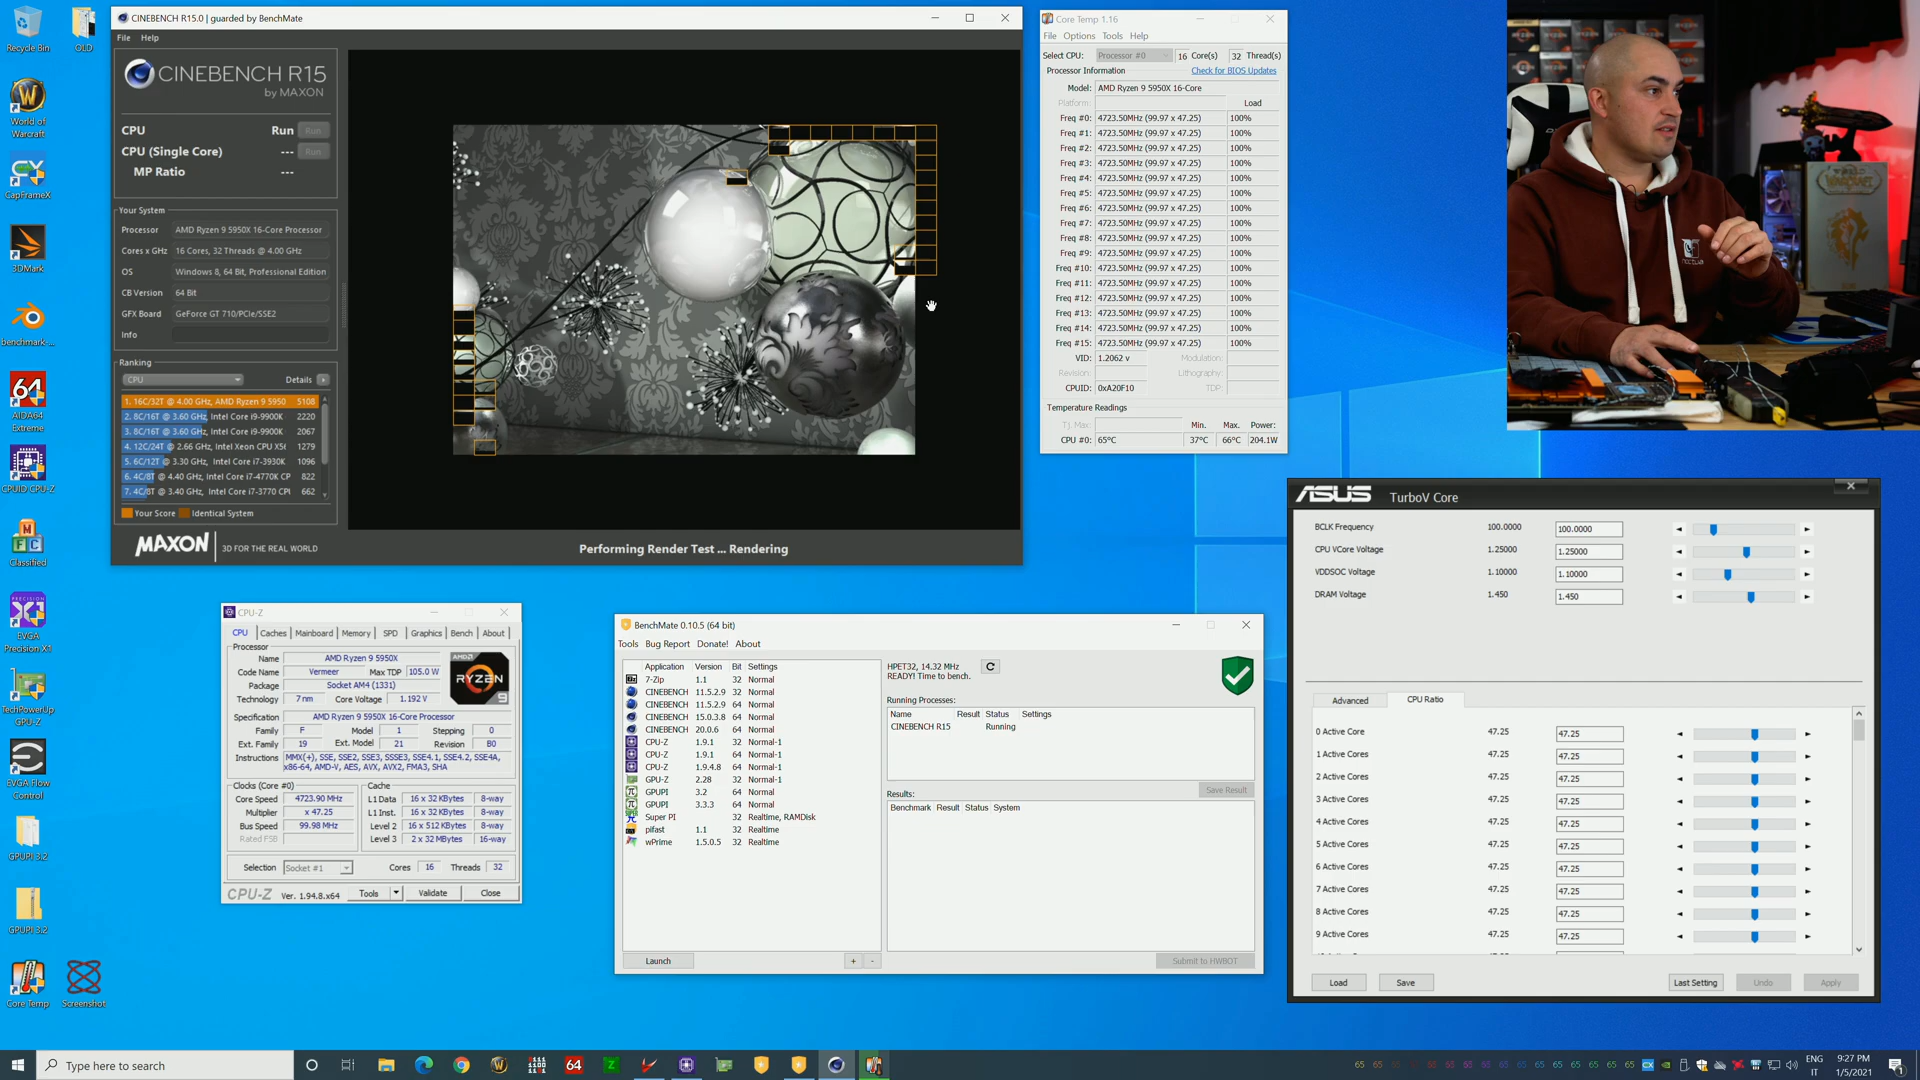 Recycle Bin
OLD
World of Warcraft
CapFrameX
3DMark
benchmark-...
64
AIDA64 Extreme
CPUID CPU-Z
Classified
EVGA Precision X1
TechPowerUp GPU-Z
EVGA Flow Control
GPUPI 3.2
GPUPI 3.2
Core Temp
Screenshot
CINEBENCH R15.0 | guarded by BenchMate
File Help
CINEBENCH R15
by MAXON
CPU Run Run
CPU (Single Core) --- Run
MP Ratio ---
Your System
Processor AMD Ryzen 9 5950X 16-Core Processor
Cores x GHz 16 Cores, 32 Threads @ 4.00 GHz
OS Windows 8, 64 Bit, Professional Edition
CB Version 64 Bit
GFX Board GeForce GT 710/PCIe/SSE2
Info
Ranking
CPU Details
1. 16C/32T @ 4.00 GHz, AMD Ryzen 9 5950 5108
2. 8C/16T @ 3.60 GHz, Intel Core i9-9900K 2220
3. 8C/16T @ 3.60 GHz, Intel Core i9-9900K 2067
4. 12C/24T @ 2.66 GHz, Intel Xeon CPU X5 1279
5. 6C/12T @ 3.30 GHz, Intel Core i7-3930K 1096
6. 4C/8T @ 4.40 GHz, Intel Core i7-4770K CP 822
7. 4C/8T @ 3.40 GHz, Intel Core i7-3770 CPU 662
Your Score Identical System
MAXON 3D FOR THE REAL WORLD
Performing Render Test ... Rendering
Core Temp 1.16
File Options Tools Help
Select CPU: Processor #0 16 Core(s) 32 Thread(s)
Processor Information Check for BIOS Updates
Model: AMD Ryzen 9 5950X 16-Core
Platform: Load
Freq #0: 4723.50MHz (99.97 x 47.25) 100%
Freq #1: 4723.50MHz (99.97 x 47.25) 100%
Freq #2: 4723.50MHz (99.97 x 47.25) 100%
Freq #3: 4723.50MHz (99.97 x 47.25) 100%
Freq #4: 4723.50MHz (99.97 x 47.25) 100%
Freq #5: 4723.50MHz (99.97 x 47.25) 100%
Freq #6: 4723.50MHz (99.97 x 47.25) 100%
Freq #7: 4723.50MHz (99.97 x 47.25) 100%
Freq #8: 4723.50MHz (99.97 x 47.25) 100%
Freq #9: 4723.50MHz (99.97 x 47.25) 100%
Freq #10: 4723.50MHz (99.97 x 47.25) 100%
Freq #11: 4723.50MHz (99.97 x 47.25) 100%
Freq #12: 4723.50MHz (99.97 x 47.25) 100%
Freq #13: 4723.50MHz (99.97 x 47.25) 100%
Freq #14: 4723.50MHz (99.97 x 47.25) 100%
Freq #15: 4723.50MHz (99.97 x 47.25) 100%
VID: 1.2062 v Modulation:
Revision: Lithography:
CPUID: 0xA20F10 TDP:
Temperature Readings
Tj. Max: Min. Max. Power:
CPU #0: 65°C 37°C 66°C 204.1W
noctua
WARCRAFT
CPU-Z
CPU Caches Mainboard Memory SPD Graphics Bench About
Processor
Name AMD Ryzen 9 5950X
Code Name Vermeer Max TDP 105.0 W
Package Socket AM4 (1331)
Technology 7 nm Core Voltage 1.192 V
AMD
RYZEN
9
Specification AMD Ryzen 9 5950X 16-Core Processor
Family F Model 1 Stepping 0
Ext. Family 19 Ext. Model 21 Revision B0
Instructions MMX(+), SSE, SSE2, SSE3, SSSE3, SSE4.1, SSE4.2, SSE4A,
x86-64, AMD-V, AES, AVX, AVX2, FMA3, SHA
Clocks (Core #0) Cache
Core Speed 4723.90 MHz L1 Data 16 x 32 KBytes 8-way
Multiplier x 47.25 L1 Inst. 16 x 32 KBytes 8-way
Bus Speed 99.98 MHz Level 2 16 x 512 KBytes 8-way
Rated FSB Level 3 2 x 32 MBytes 16-way
Selection Socket #1 Cores 16 Threads 32
CPU-Z Ver. 1.94.8.x64 Tools Validate Close
BenchMate 0.10.5 (64 bit)
Tools Bug Report Donate! About
Application Version Bit Settings
7-Zip 1.1 32 Normal
CINEBENCH 11.5.2.9 32 Normal
CINEBENCH 11.5.2.9 64 Normal
CINEBENCH 15.0.3.8 64 Normal
CINEBENCH 20.0.6 64 Normal
CPU-Z 1.9.1 32 Normal-1
CPU-Z 1.9.1 64 Normal-1
CPU-Z 1.9.4.8 64 Normal-1
GPU-Z 2.28 32 Normal-1
GPUPI 3.2 64 Normal
GPUPI 3.3.3 64 Normal
Super PI 32 Realtime, RAMDisk
pifast 1.1 32 Realtime
wPrime 1.5.0.5 32 Realtime
Launch + -
HPET32, 14.32 MHz
READY! Time to bench.
Running Processes:
Name Result Status Settings
CINEBENCH R15 Running
Save Result
Results:
Benchmark Result Status System
Submit to HWBOT
ASUS TurboV Core
BCLK Frequency 100.0000 100.0000
CPU VCore Voltage 1.25000 1.25000
VDDSOC Voltage 1.10000 1.10000
DRAM Voltage 1.450 1.450
Advanced CPU Ratio
0 Active Core 47.25 47.25
1 Active Cores 47.25 47.25
2 Active Cores 47.25 47.25
3 Active Cores 47.25 47.25
4 Active Cores 47.25 47.25
5 Active Cores 47.25 47.25
6 Active Cores 47.25 47.25
7 Active Cores 47.25 47.25
8 Active Cores 47.25 47.25
9 Active Cores 47.25 47.25
Load Save Last Setting Undo Apply
Type here to search
64
ENG
IT
9:27 PM
1/5/2021